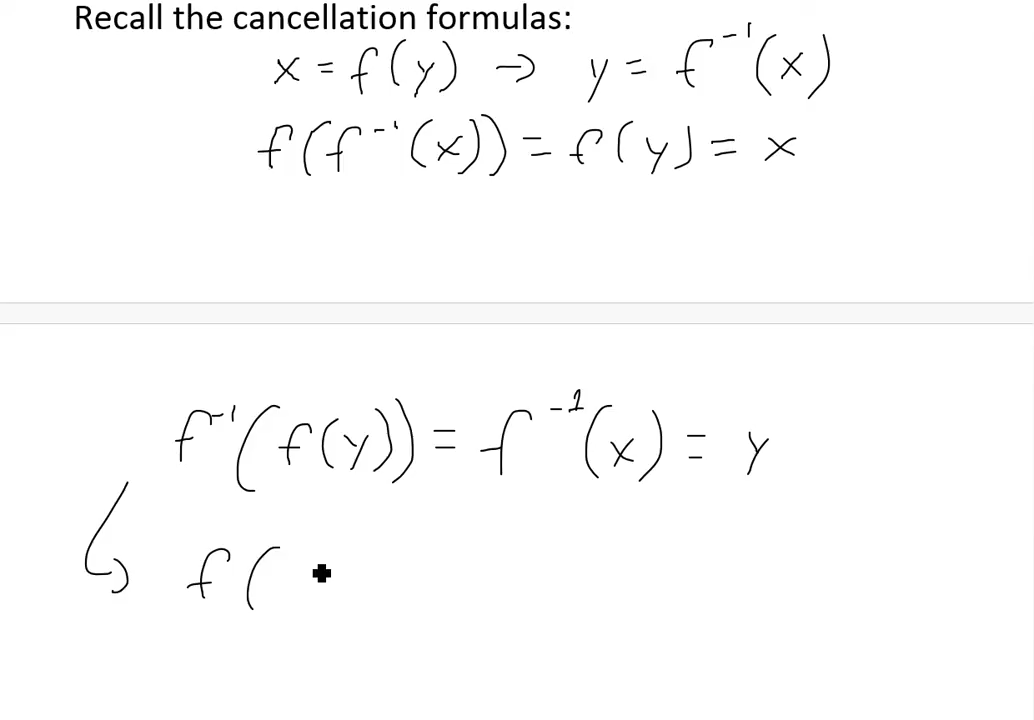 Recall the cancellation formulas:
x = f(y) → y = f⁻¹(x)
f(f⁻¹(x)) = f(y) = x
f⁻¹(f(y)) = f⁻¹(x) = y
↳ f(